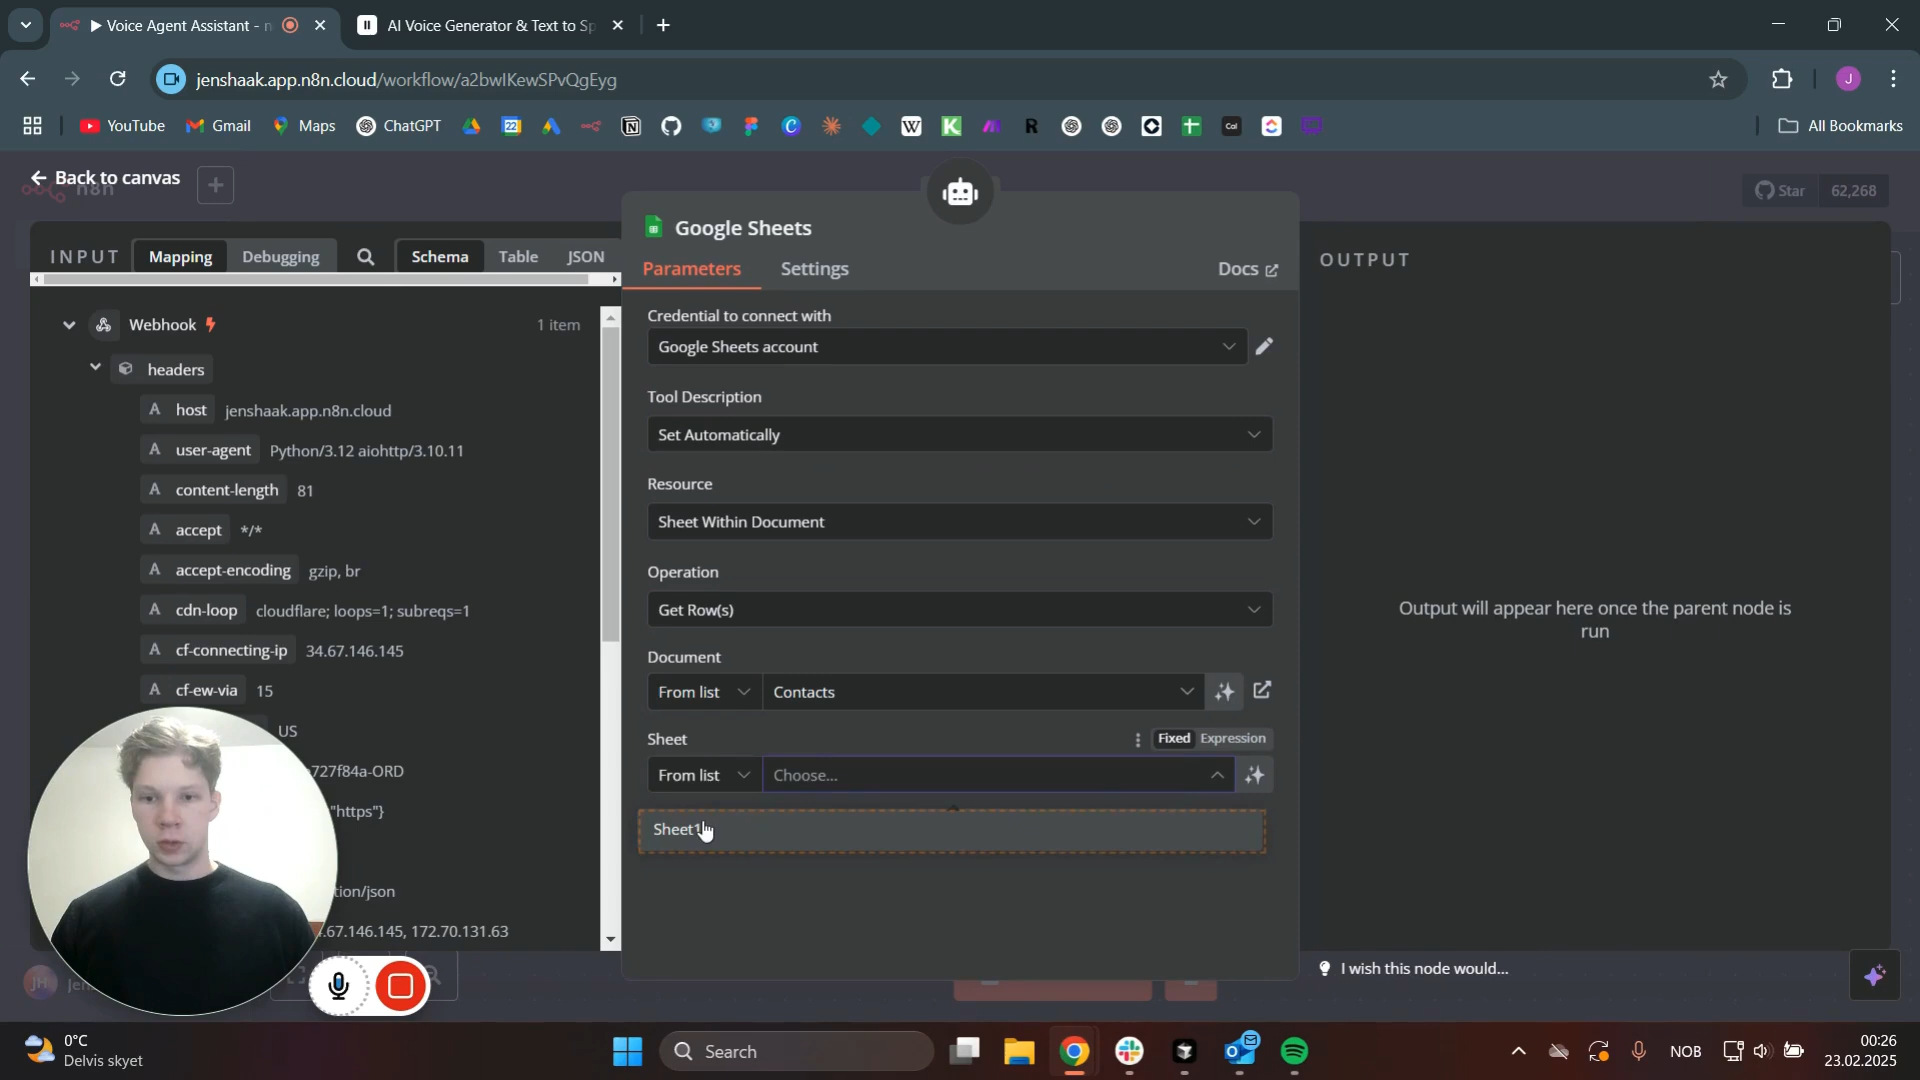 Voice Agent Assistant - n
AI Voice Generator & Text to Sp
jenshaak.app.n8n.cloud/workflow/a2bwlKewSPvQgEyg
J
YouTube
Gmail
Maps
ChatGPT
22
W
K
R
Cal
All Bookmarks
Back to canvas
n8n
Star
62,268
INPUT
Mapping
Debugging
Schema
Table
JSON
Webhook
1 item
headers
A host jenshaak.app.n8n.cloud
A user-agent Python/3.12 aiohttp/3.10.11
A content-length 81
A accept */*
A accept-encoding gzip, br
A cdn-loop cloudflare; loops=1; subreqs=1
A cf-connecting-ip 34.67.146.145
A cf-ew-via 15
US
727f84a-ORD
"https"}
tion/json
.67.146.145, 172.70.131.63
JH
Google Sheets
Parameters
Settings
Docs
Credential to connect with
Google Sheets account
Tool Description
Set Automatically
Resource
Sheet Within Document
Operation
Get Row(s)
Document
From list
Contacts
Sheet
Fixed
Expression
From list
Choose...
Sheet1
OUTPUT
Output will appear here once the parent node is
run
I wish this node would...
0°C
Delvis skyet
Search
NOB
00:26
23.02.2025